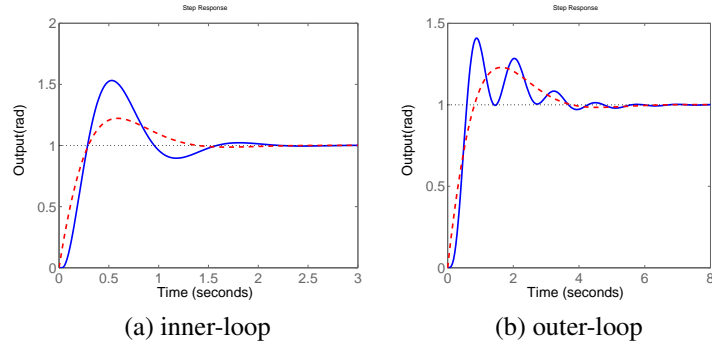 Step Response
2
1.5
1
0.5
0
Output(rad)
0 0.5 1 1.5 2 2.5 3
Time (seconds)
(a) inner-loop
Step Response
1.5
1
0.5
0
Output(rad)
0 2 4 6 8
Time (seconds)
(b) outer-loop